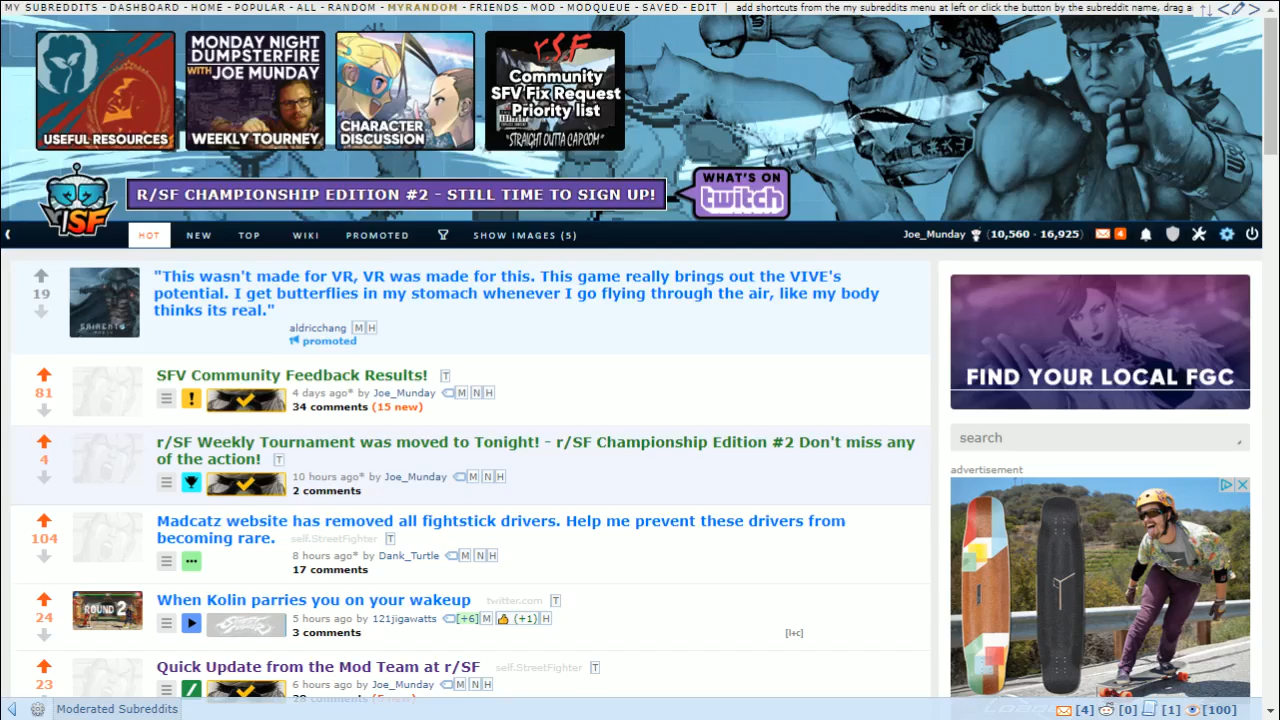 MY SUBREDDITS - DASHBOARD - HOME - POPULAR - ALL - RANDOM - MYRANDOM - FRIENDS - MOD - MODQUEUE - SAVED - EDIT | add shortcuts from the my subreddits menu at left or click the button by the subreddit name, drag a
USEFUL RESOURCES
MONDAY NIGHT
DUMPSTERFIRE
WITH JOE MUNDAY
WEEKLY TOURNEY
CHARACTER
DISCUSSION
r.S.F
Community
SFV Fix Request
Priority list
"STRAIGHT OUTTA CAPCOM"
r/SF
R/SF CHAMPIONSHIP EDITION #2 - STILL TIME TO SIGN UP!
WHAT'S ON
twitch
HOT NEW TOP WIKI PROMOTED SHOW IMAGES (5) Joe_Munday (10,560 · 16,925) 4
19
SAIRENTO
"This wasn't made for VR, VR was made for this. This game really brings out the VIVE's
potential. I get butterflies in my stomach whenever I go flying through the air, like my body
thinks its real."
aldricchang M H
promoted
81
SFV Community Feedback Results! T
4 days ago* by Joe_Munday M N H
34 comments (15 new)
4
r/SF Weekly Tournament was moved to Tonight! - r/SF Championship Edition #2 Don't miss any
of the action! T
10 hours ago* by Joe_Munday M N H
2 comments
104
Madcatz website has removed all fightstick drivers. Help me prevent these drivers from
becoming rare. self.StreetFighter T
8 hours ago* by Dank_Turtle M N H
17 comments
24
ROUND 2
When Kolin parries you on your wakeup twitter.com T
5 hours ago by 121jigawatts [+6] M (+1) H
3 comments
[l+c]
23
Quick Update from the Mod Team at r/SF self.StreetFighter T
6 hours ago by Joe_Munday M N H
FIND YOUR LOCAL FGC
search
advertisement
Moderated Subreddits
[4] [0] [1] [100]